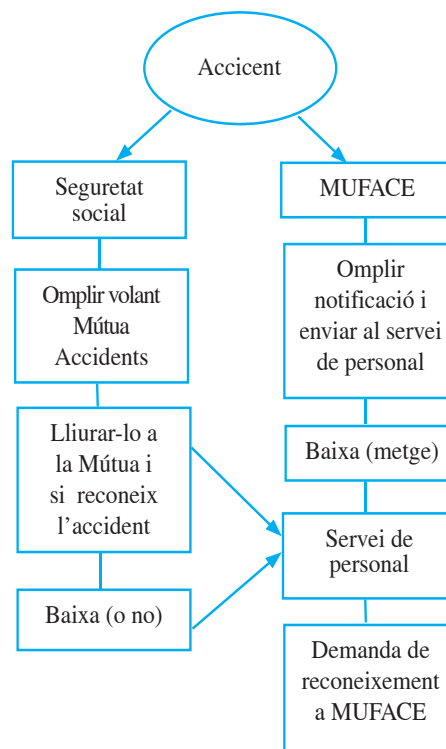 Accicent
Seguretat
social
Omplir volant
Mútua
Accidents
Lliurar-lo a
la Mútua i
si reconeix
l’accident
Baixa (o no)
MUFACE
Omplir
notificació i
enviar al servei
de personal
Baixa (metge)
Servei de
personal
Demanda de
reconeixement
a MUFACE